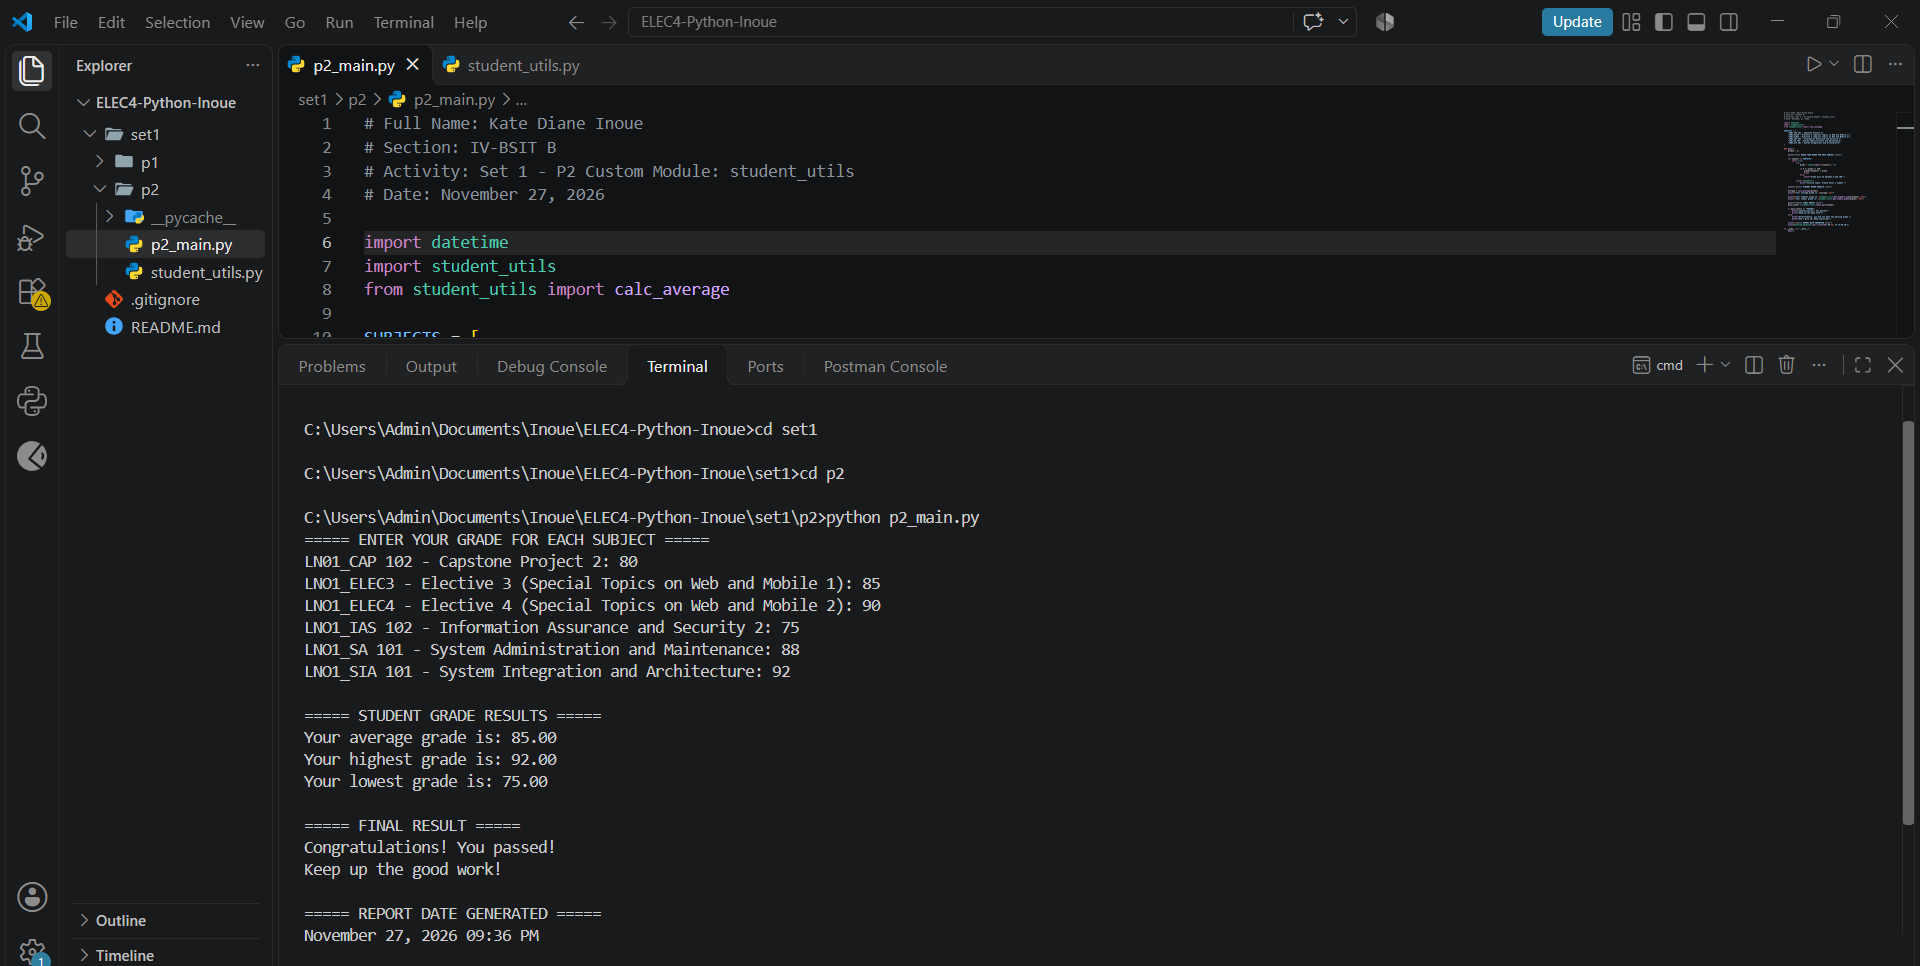 File Edit Selection View Go Run Terminal Help
ELEC4-Python-Inoue
Update
Explorer
ELEC4-Python-Inoue
set1
p1
p2
__pycache__
p2_main.py
student_utils.py
.gitignore
README.md
Outline
Timeline
1
p2_main.py
student_utils.py
set1 > p2 > p2_main.py > ...
1 # Full Name: Kate Diane Inoue
2 # Section: IV-BSIT B
3 # Activity: Set 1 - P2 Custom Module: student_utils
4 # Date: November 27, 2026
5
6 import datetime
7 import student_utils
8 from student_utils import calc_average
9
10 SUBJECTS = [
Problems Output Debug Console Terminal Ports Postman Console
cmd
C:\Users\Admin\Documents\Inoue\ELEC4-Python-Inoue>cd set1
C:\Users\Admin\Documents\Inoue\ELEC4-Python-Inoue\set1>cd p2
C:\Users\Admin\Documents\Inoue\ELEC4-Python-Inoue\set1\p2>python p2_main.py
===== ENTER YOUR GRADE FOR EACH SUBJECT =====
LN01_CAP 102 - Capstone Project 2: 80
LNO1_ELEC3 - Elective 3 (Special Topics on Web and Mobile 1): 85
LNO1_ELEC4 - Elective 4 (Special Topics on Web and Mobile 2): 90
LNO1_IAS 102 - Information Assurance and Security 2: 75
LNO1_SA 101 - System Administration and Maintenance: 88
LNO1_SIA 101 - System Integration and Architecture: 92
===== STUDENT GRADE RESULTS =====
Your average grade is: 85.00
Your highest grade is: 92.00
Your lowest grade is: 75.00
===== FINAL RESULT =====
Congratulations! You passed!
Keep up the good work!
===== REPORT DATE GENERATED =====
November 27, 2026 09:36 PM